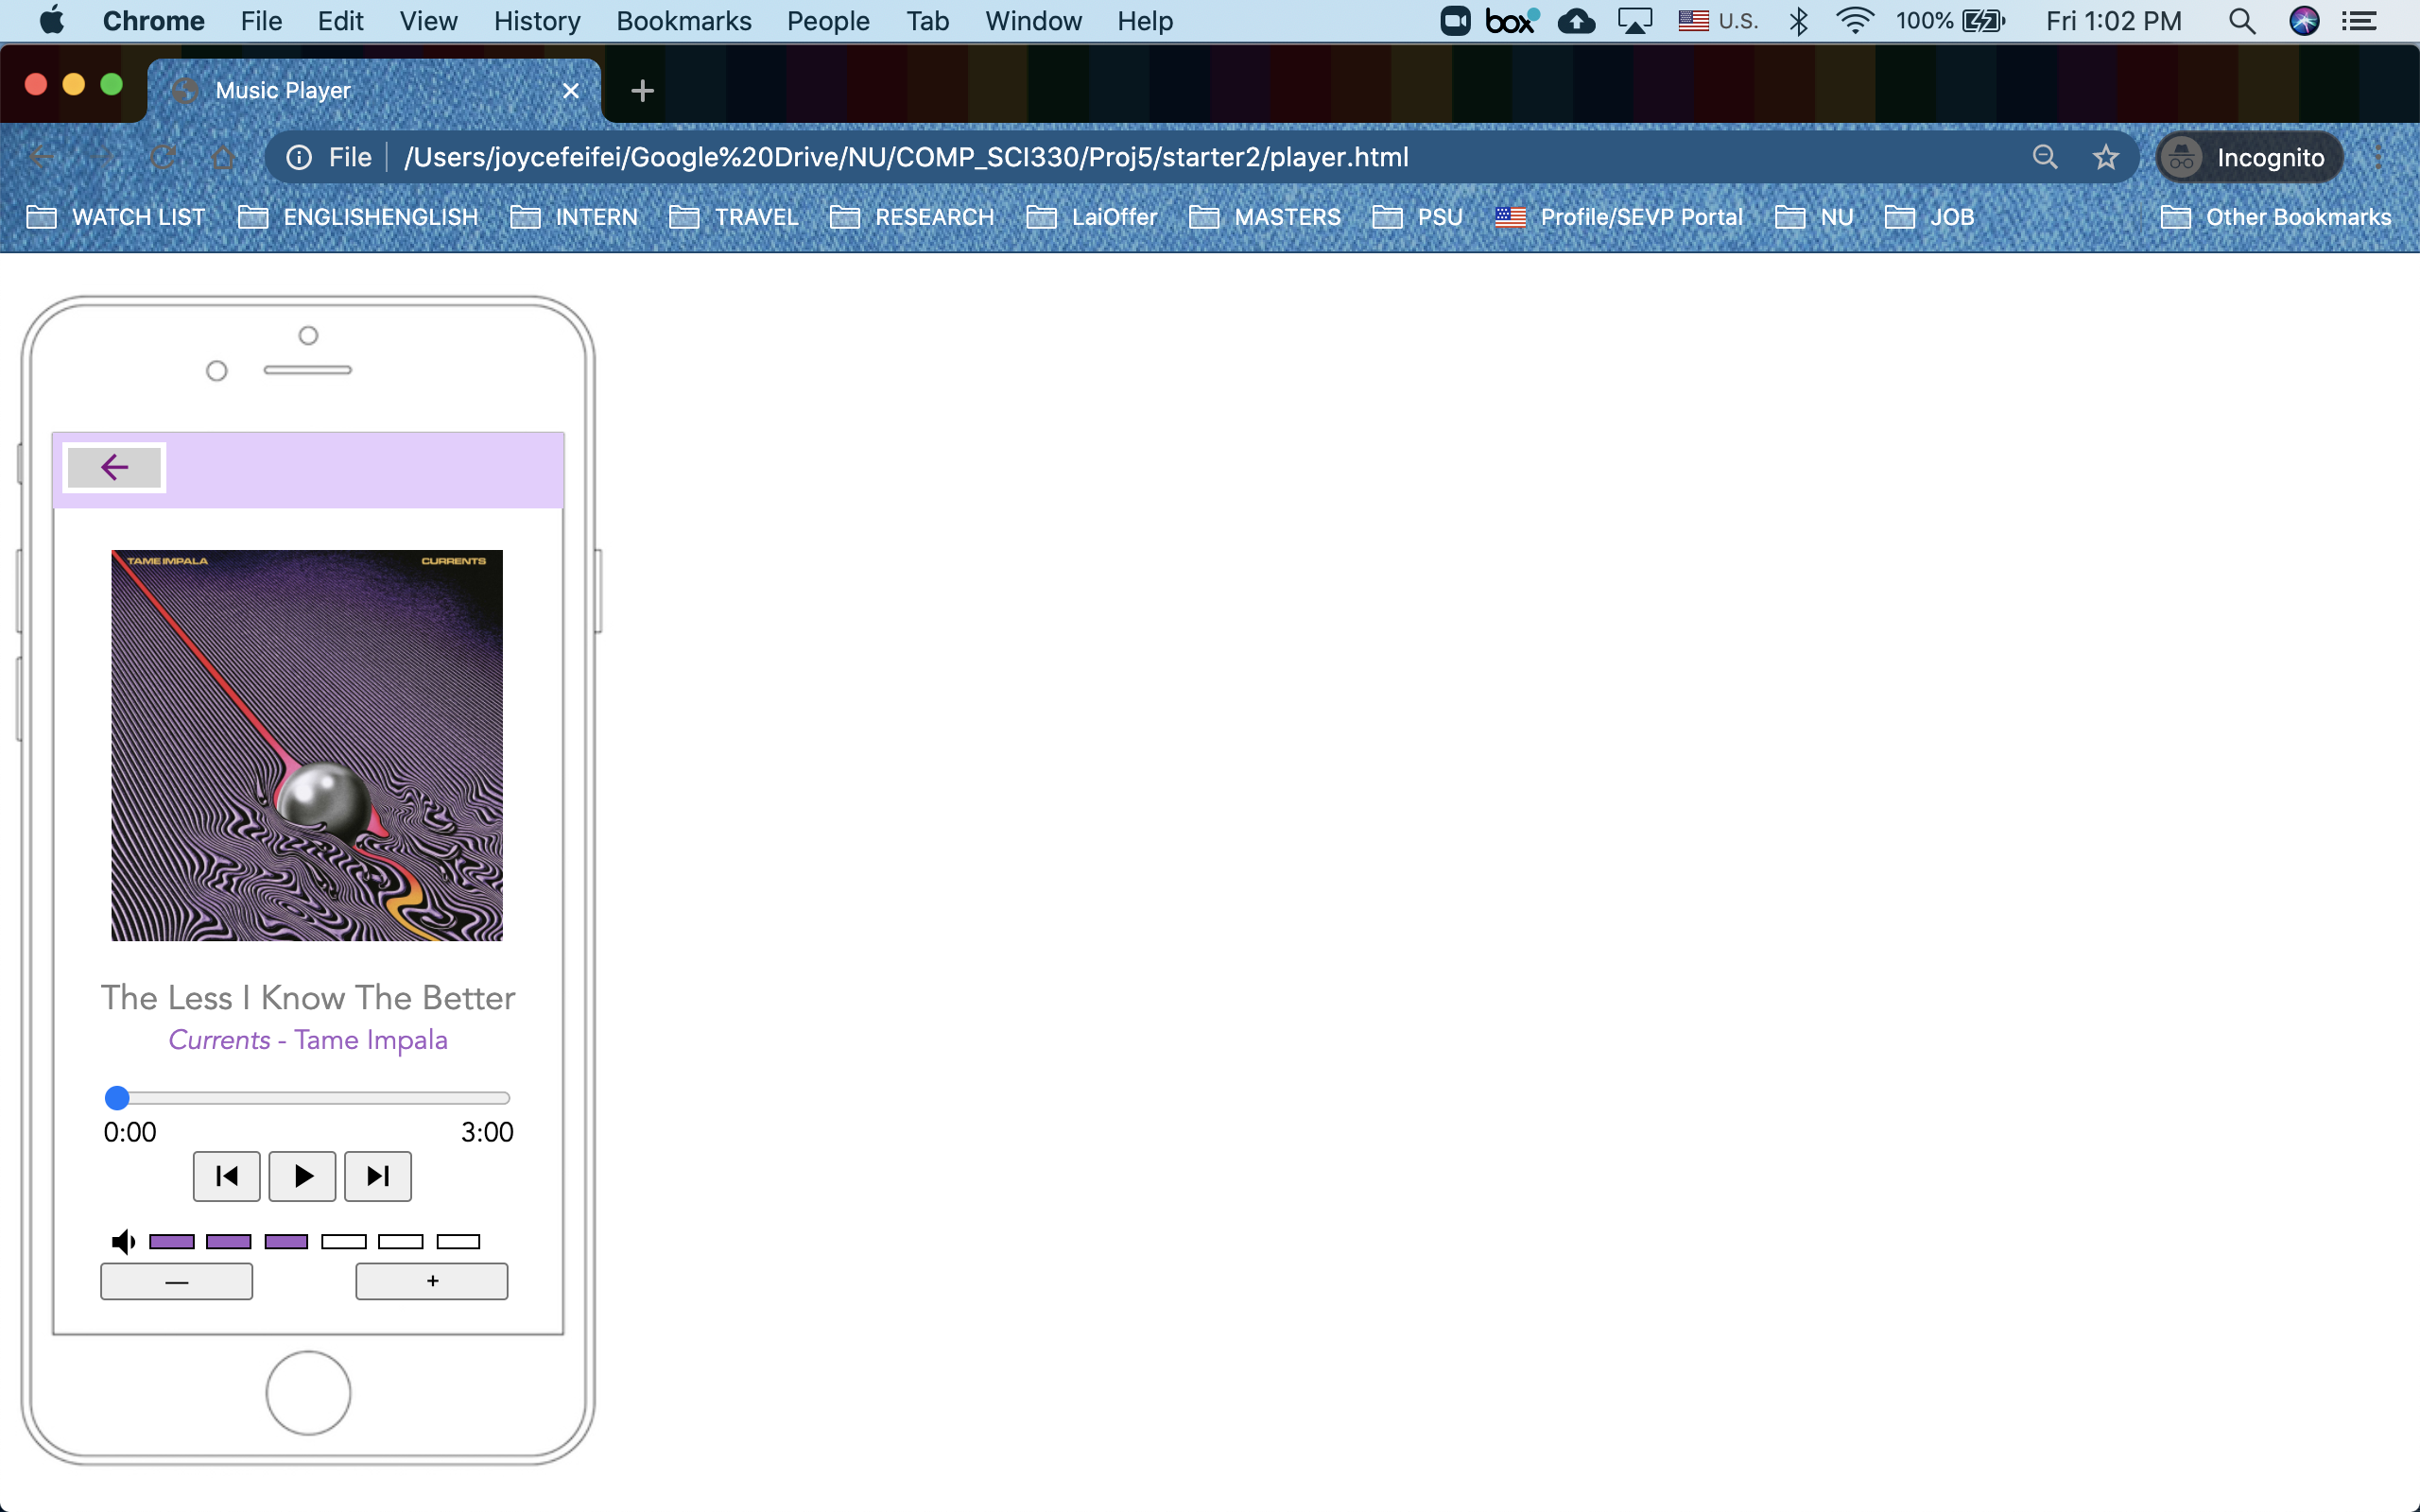 Chrome File Edit View History Bookmarks People Tab Window Help box U.S. 100% Fri 1:02 PM
Music Player
File /Users/joycefeifei/Google%20Drive/NU/COMP_SCI330/Proj5/starter2/player.html Incognito
WATCH LIST ENGLISHENGLISH INTERN TRAVEL RESEARCH LaiOffer MASTERS PSU Profile/SEVP Portal NU JOB Other Bookmarks
TAME IMPALA CURRENTS
The Less I Know The Better
Currents - Tame Impala
0:00 3:00
— +